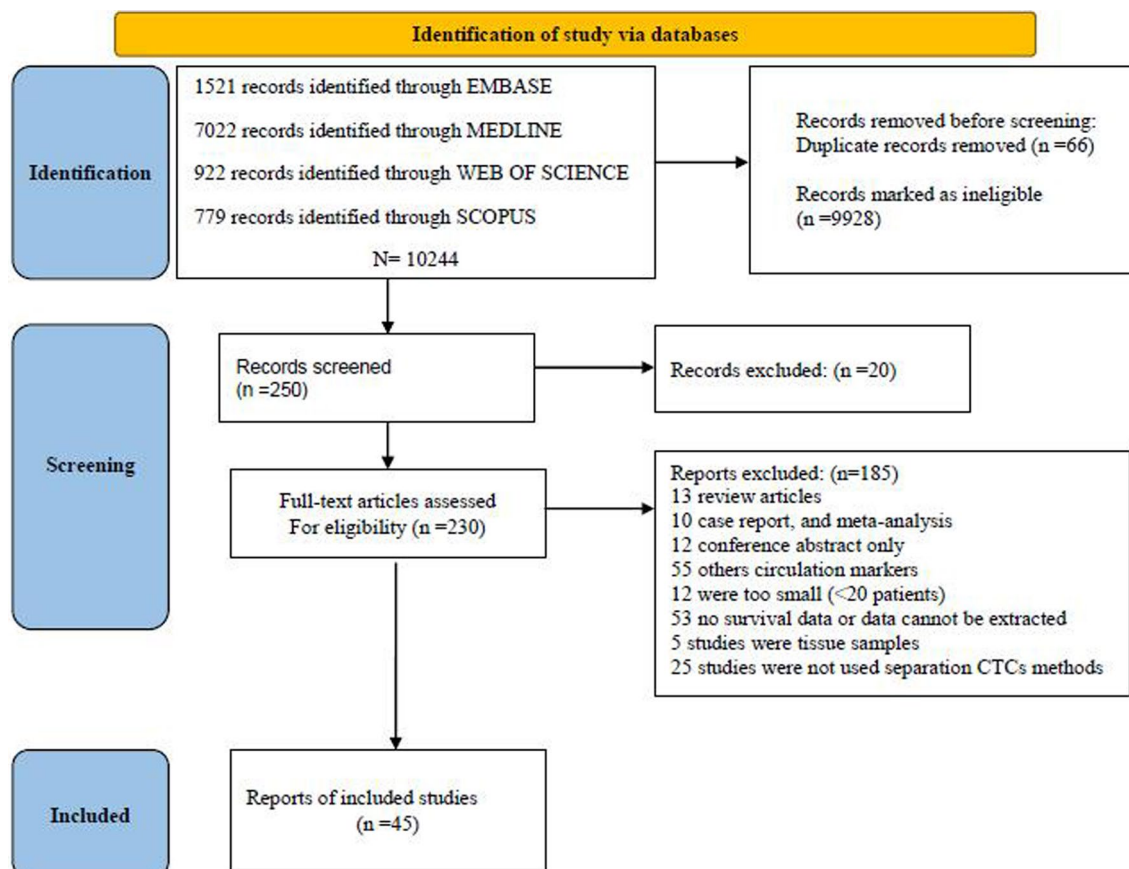 Identification of study via databases
Identification
1521 records identified through EMBASE
7022 records identified through MEDLINE
922 records identified through WEB OF SCIENCE
779 records identified through SCOPUS
N= 10244
Records removed before screening:
Duplicate records removed (n =66)
Records marked as ineligible
(n =9928)
Screening
Records screened
(n =250)
Records excluded: (n =20)
Full-text articles assessed
For eligibility (n =230)
Reports excluded: (n=185)
13 review articles
10 case report, and meta-analysis
12 conference abstract only
55 others circulation markers
12 were too small (<20 patients)
53 no survival data or data cannot be extracted
5 studies were tissue samples
25 studies were not used separation CTCs methods
Included
Reports of included studies
(n =45)